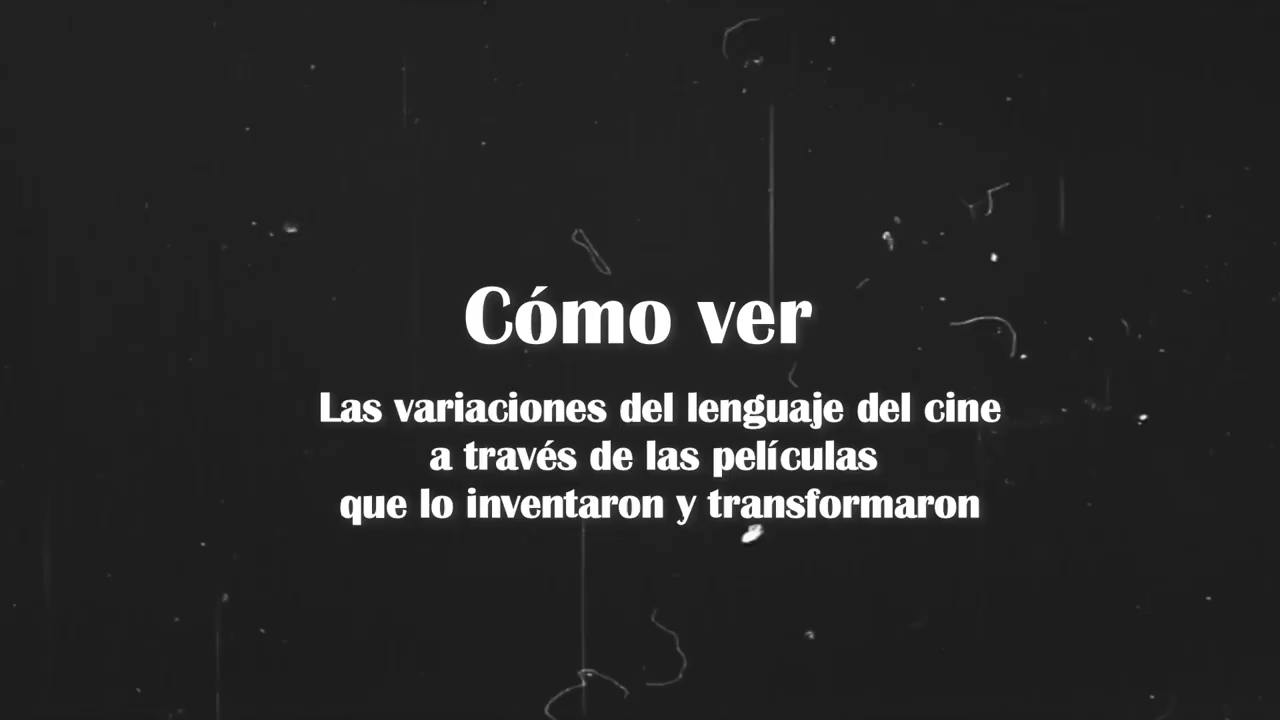 Cómo ver
Las variaciones del lenguaje del cine
a través de las películas
que lo inventaron y transformaron